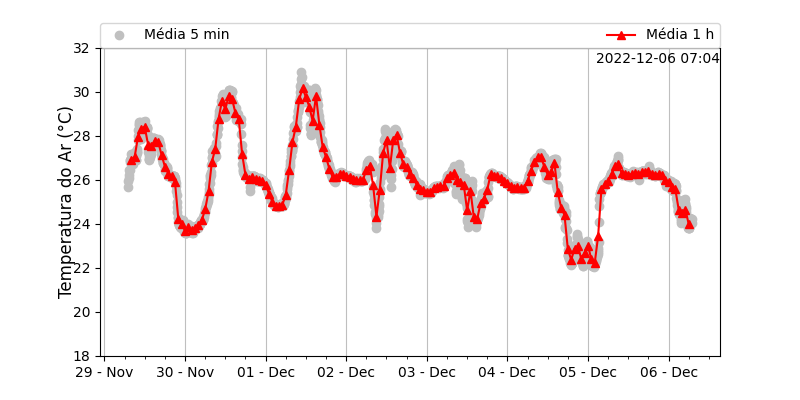 Média 5 min
Média 1 h
2022-12-06 07:04
Temperatura do Ar (°C)
32
30
28
26
24
22
20
18
29 - Nov
30 - Nov
01 - Dec
02 - Dec
03 - Dec
04 - Dec
05 - Dec
06 - Dec